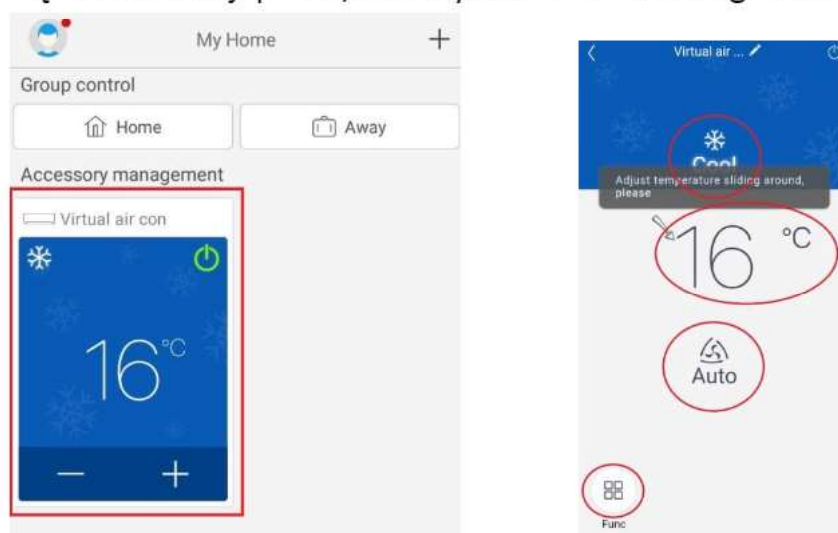 My Home
Group control
Home Away
Accessory management
Virtual air con
16°C
Virtual air ...
Cool
Adjust temperature sliding around,
please
16 °C
Auto
Func